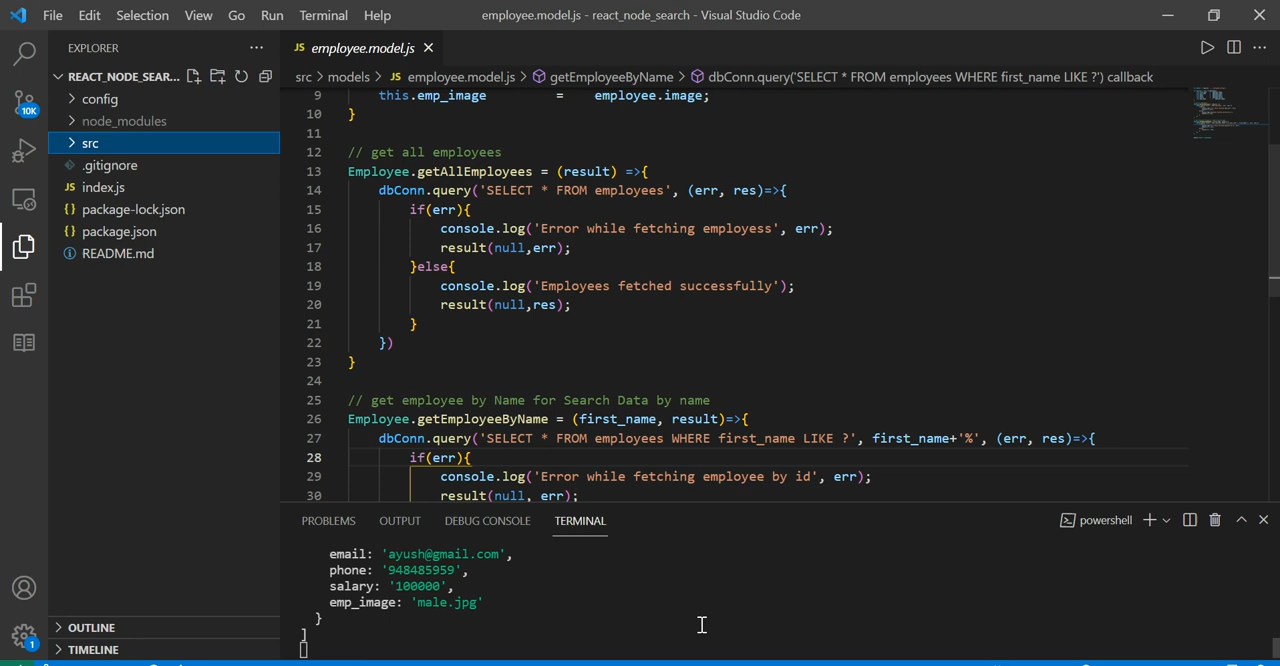 File Edit Selection View Go Run Terminal Help employee.model.js - react_node_search - Visual Studio Code
EXPLORER
JS employee.model.js
REACT_NODE_SEAR...
src > models > JS employee.model.js > getEmployeeByName > dbConn.query('SELECT * FROM employees WHERE first_name LIKE ?') callback
config
node_modules
src
.gitignore
JS index.js
{} package-lock.json
{} package.json
README.md
10K
1
OUTLINE
TIMELINE
9 this.emp_image = employee.image;
10 }
11
12 // get all employees
13 Employee.getAllEmployees = (result) =>{
14 dbConn.query('SELECT * FROM employees', (err, res)=>{
15 if(err){
16 console.log('Error while fetching employess', err);
17 result(null,err);
18 }else{
19 console.log('Employees fetched successfully');
20 result(null,res);
21 }
22 })
23 }
24
25 // get employee by Name for Search Data by name
26 Employee.getEmployeeByName = (first_name, result)=>{
27 dbConn.query('SELECT * FROM employees WHERE first_name LIKE ?', first_name+'%', (err, res)=>{
28 if(err){
29 console.log('Error while fetching employee by id', err);
30 result(null, err);
PROBLEMS OUTPUT DEBUG CONSOLE TERMINAL powershell
email: 'ayush@gmail.com',
phone: '948485959',
salary: '100000',
emp_image: 'male.jpg'
}
]